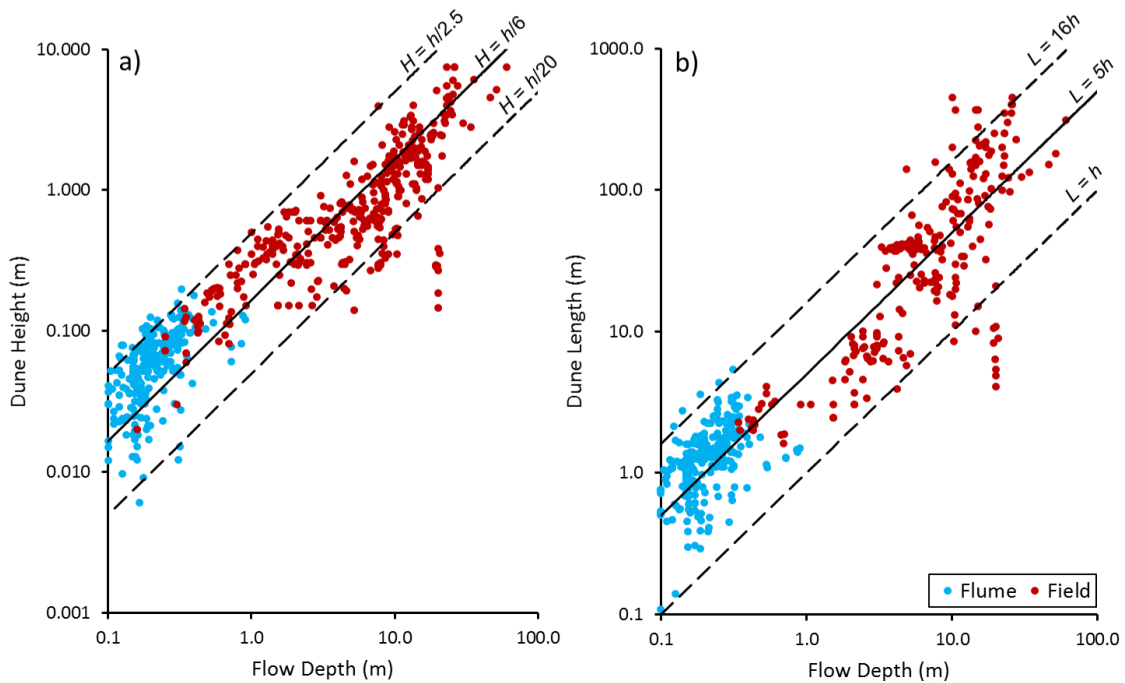 a)
H = h/2.5
H = h/6
H = h/20
10.000
1.000
0.100
0.010
0.001
Dune Height (m)
0.1
1.0
10.0
100.0
Flow Depth (m)
b)
L = 16h
L = 5h
L = h
1000.0
100.0
10.0
1.0
0.1
Dune Length (m)
0.1
1.0
10.0
100.0
Flow Depth (m)
Flume
Field